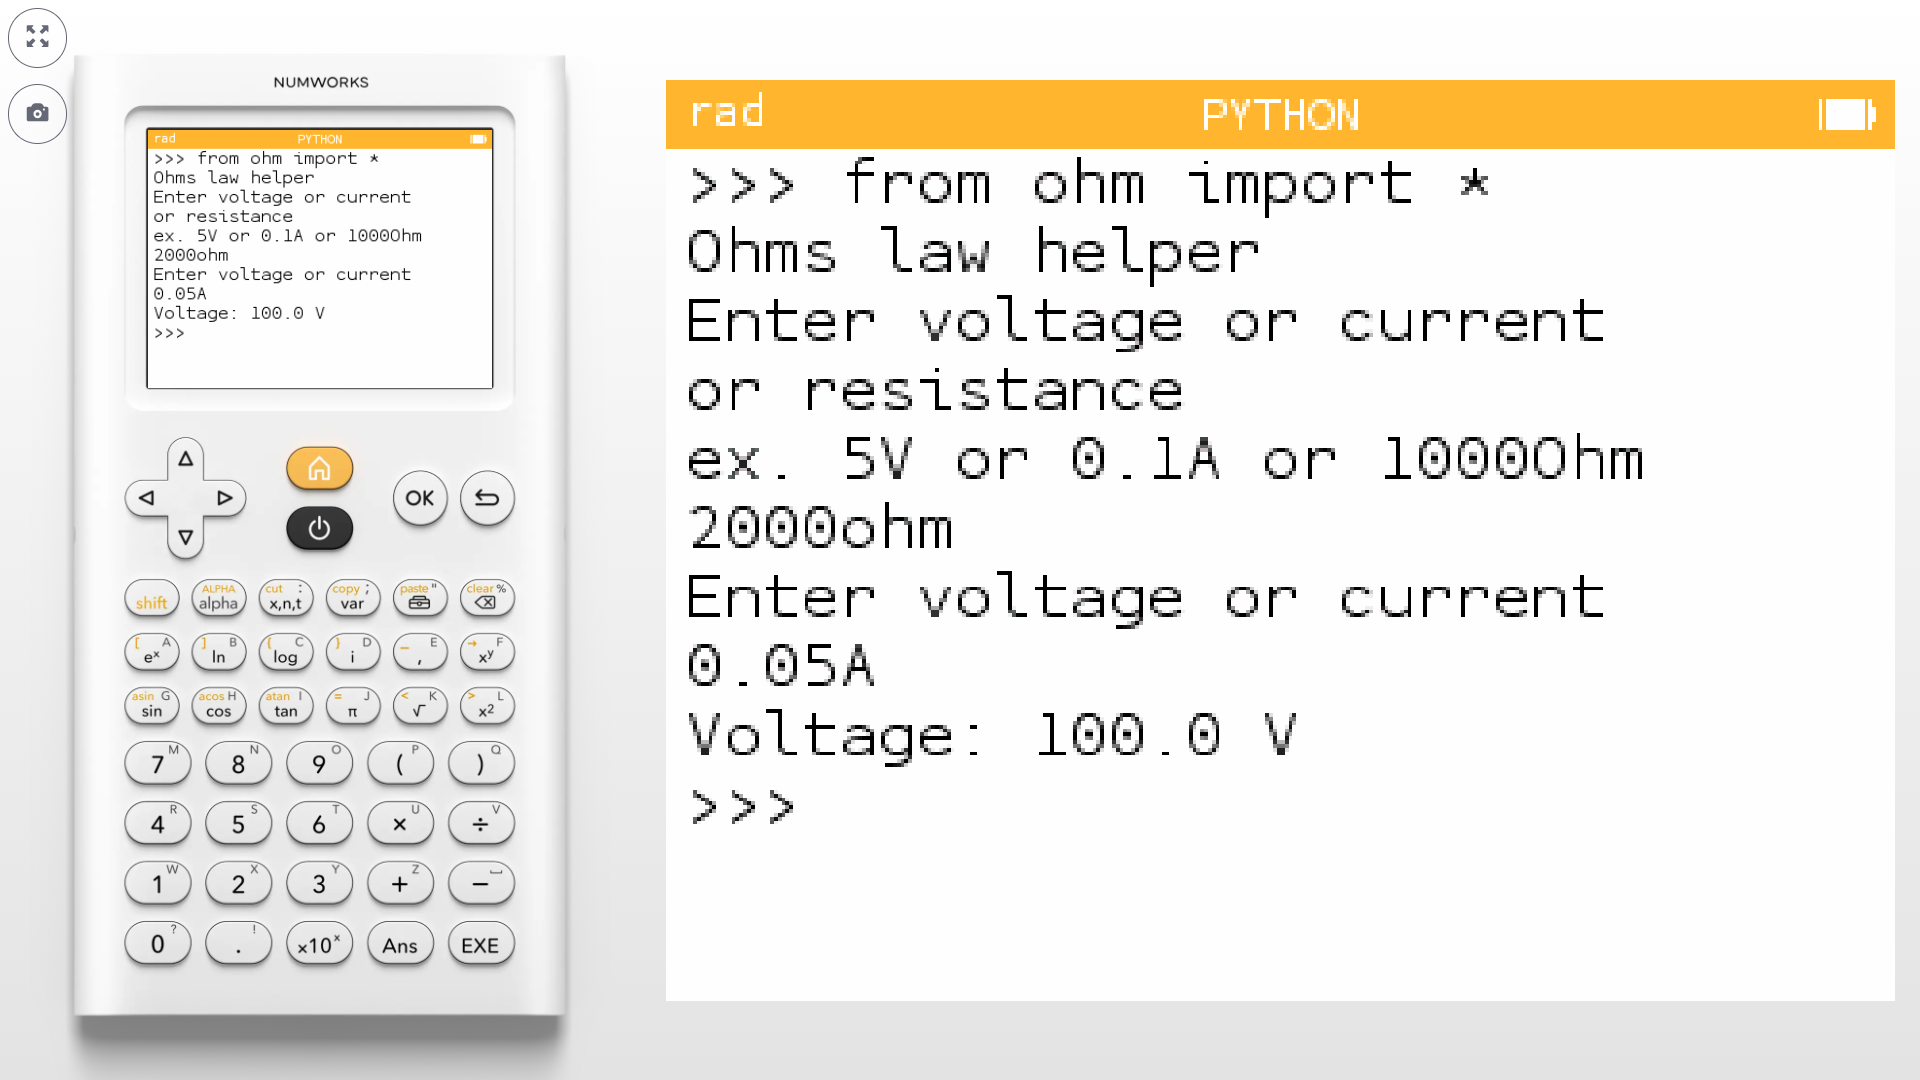 NUMWORKS
rad PYTHON
>>> from ohm import *
Ohms law helper
Enter voltage or current
or resistance
ex. 5V or 0.1A or 1000Ohm
2000ohm
Enter voltage or current
0.05A
Voltage: 100.0 V
>>>
OK
shift ALPHA alpha cut : x,n,t copy ; var paste " clear %
[ A eˣ ] B ln { C log } D i _ E , → F xʸ
asin G sin acos H cos atan I tan = J π < K √ > L x²
7 M 8 N 9 O ( P ) Q
4 R 5 S 6 T × U ÷ V
1 W 2 X 3 Y + Z − ⎵
0 ? . ! ×10ˣ Ans EXE
rad PYTHON
>>> from ohm import *
Ohms law helper
Enter voltage or current
or resistance
ex. 5V or 0.1A or 1000Ohm
2000ohm
Enter voltage or current
0.05A
Voltage: 100.0 V
>>>